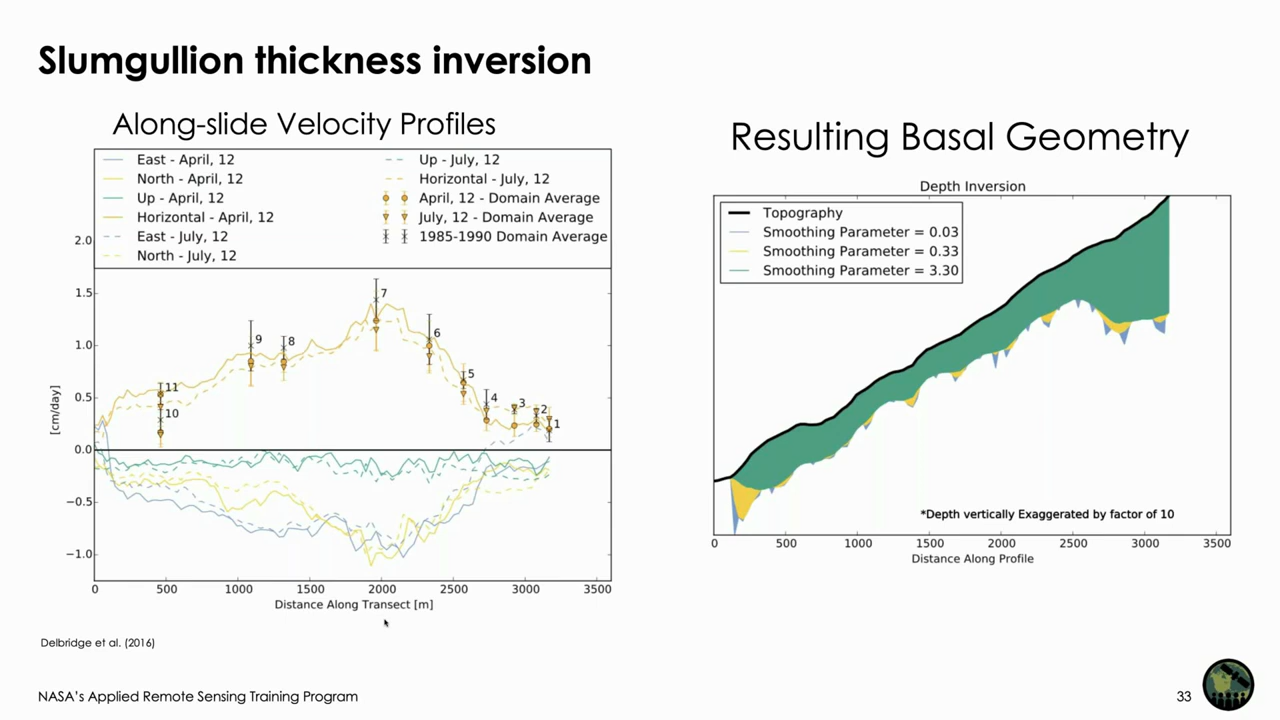 Slumgullion thickness inversion
Along-slide Velocity Profiles
East - April, 12
North - April, 12
Up - April, 12
Horizontal - April, 12
East - July, 12
North - July, 12
Up - July, 12
Horizontal - July, 12
April, 12 - Domain Average
July, 12 - Domain Average
1985-1990 Domain Average
2.0
1.5
1.0
0.5
0.0
−0.5
−1.0
[cm/day]
11
10
9
8
7
6
5
4
3
2
1
0 500 1000 1500 2000 2500 3000 3500
Distance Along Transect [m]
Resulting Basal Geometry
Depth Inversion
Topography
Smoothing Parameter = 0.03
Smoothing Parameter = 0.33
Smoothing Parameter = 3.30
*Depth vertically Exaggerated by factor of 10
0 500 1000 1500 2000 2500 3000 3500
Distance Along Profile
Delbridge et al. (2016)
NASA's Applied Remote Sensing Training Program
33